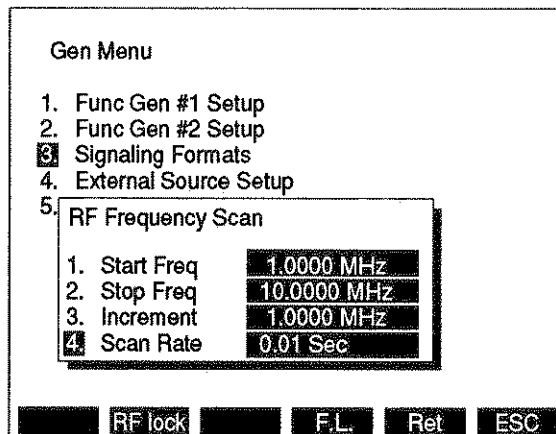 Gen Menu
1. Func Gen #1 Setup
2. Func Gen #2 Setup
3. Signaling Formats
4. External Source Setup
5.
RF Frequency Scan
1. Start Freq 1.0000 MHz
2. Stop Freq 10.0000 MHz
3. Increment 1.0000 MHz
4. Scan Rate 0.01 Sec
RF lock F.L. Ret ESC